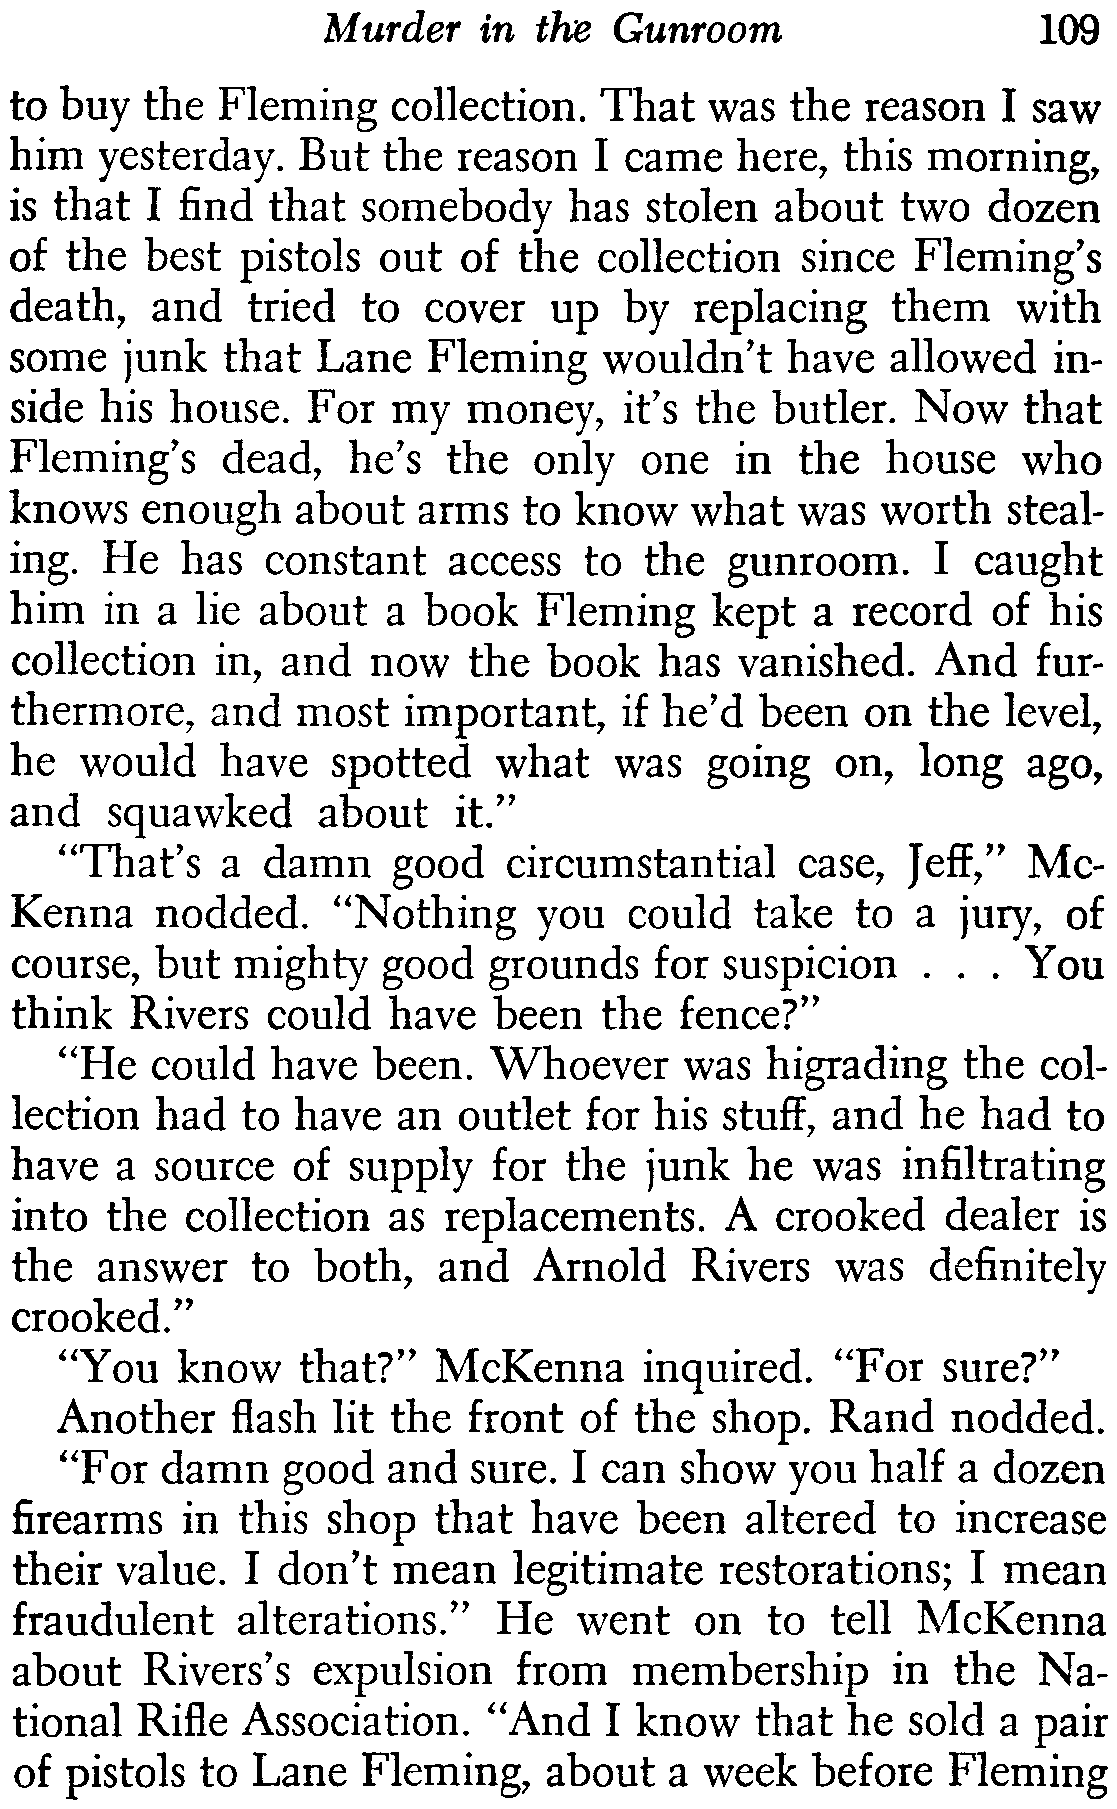 Murder in the Gunroom 109
to buy the Fleming collection. That was the reason I saw
him yesterday. But the reason I came here, this morning,
is that I find that somebody has stolen about two dozen
of the best pistols out of the collection since Fleming's
death, and tried to cover up by replacing them with
some junk that Lane Fleming wouldn't have allowed in-
side his house. For my money, it's the butler. Now that
Fleming's dead, he's the only one in the house who
knows enough about arms to know what was worth steal-
ing. He has constant access to the gunroom. I caught
him in a lie about a book Fleming kept a record of his
collection in, and now the book has vanished. And fur-
thermore, and most important, if he'd been on the level,
he would have spotted what was going on, long ago,
and squawked about it."
"That's a damn good circumstantial case, Jeff," Mc-
Kenna nodded. "Nothing you could take to a jury, of
course, but mighty good grounds for suspicion . . . You
think Rivers could have been the fence?"
"He could have been. Whoever was higrading the col-
lection had to have an outlet for his stuff, and he had to
have a source of supply for the junk he was infiltrating
into the collection as replacements. A crooked dealer is
the answer to both, and Arnold Rivers was definitely
crooked."
"You know that?" McKenna inquired. "For sure?"
Another flash lit the front of the shop. Rand nodded.
"For damn good and sure. I can show you half a dozen
firearms in this shop that have been altered to increase
their value. I don't mean legitimate restorations; I mean
fraudulent alterations." He went on to tell McKenna
about Rivers's expulsion from membership in the Na-
tional Rifle Association. "And I know that he sold a pair
of pistols to Lane Fleming, about a week before Fleming